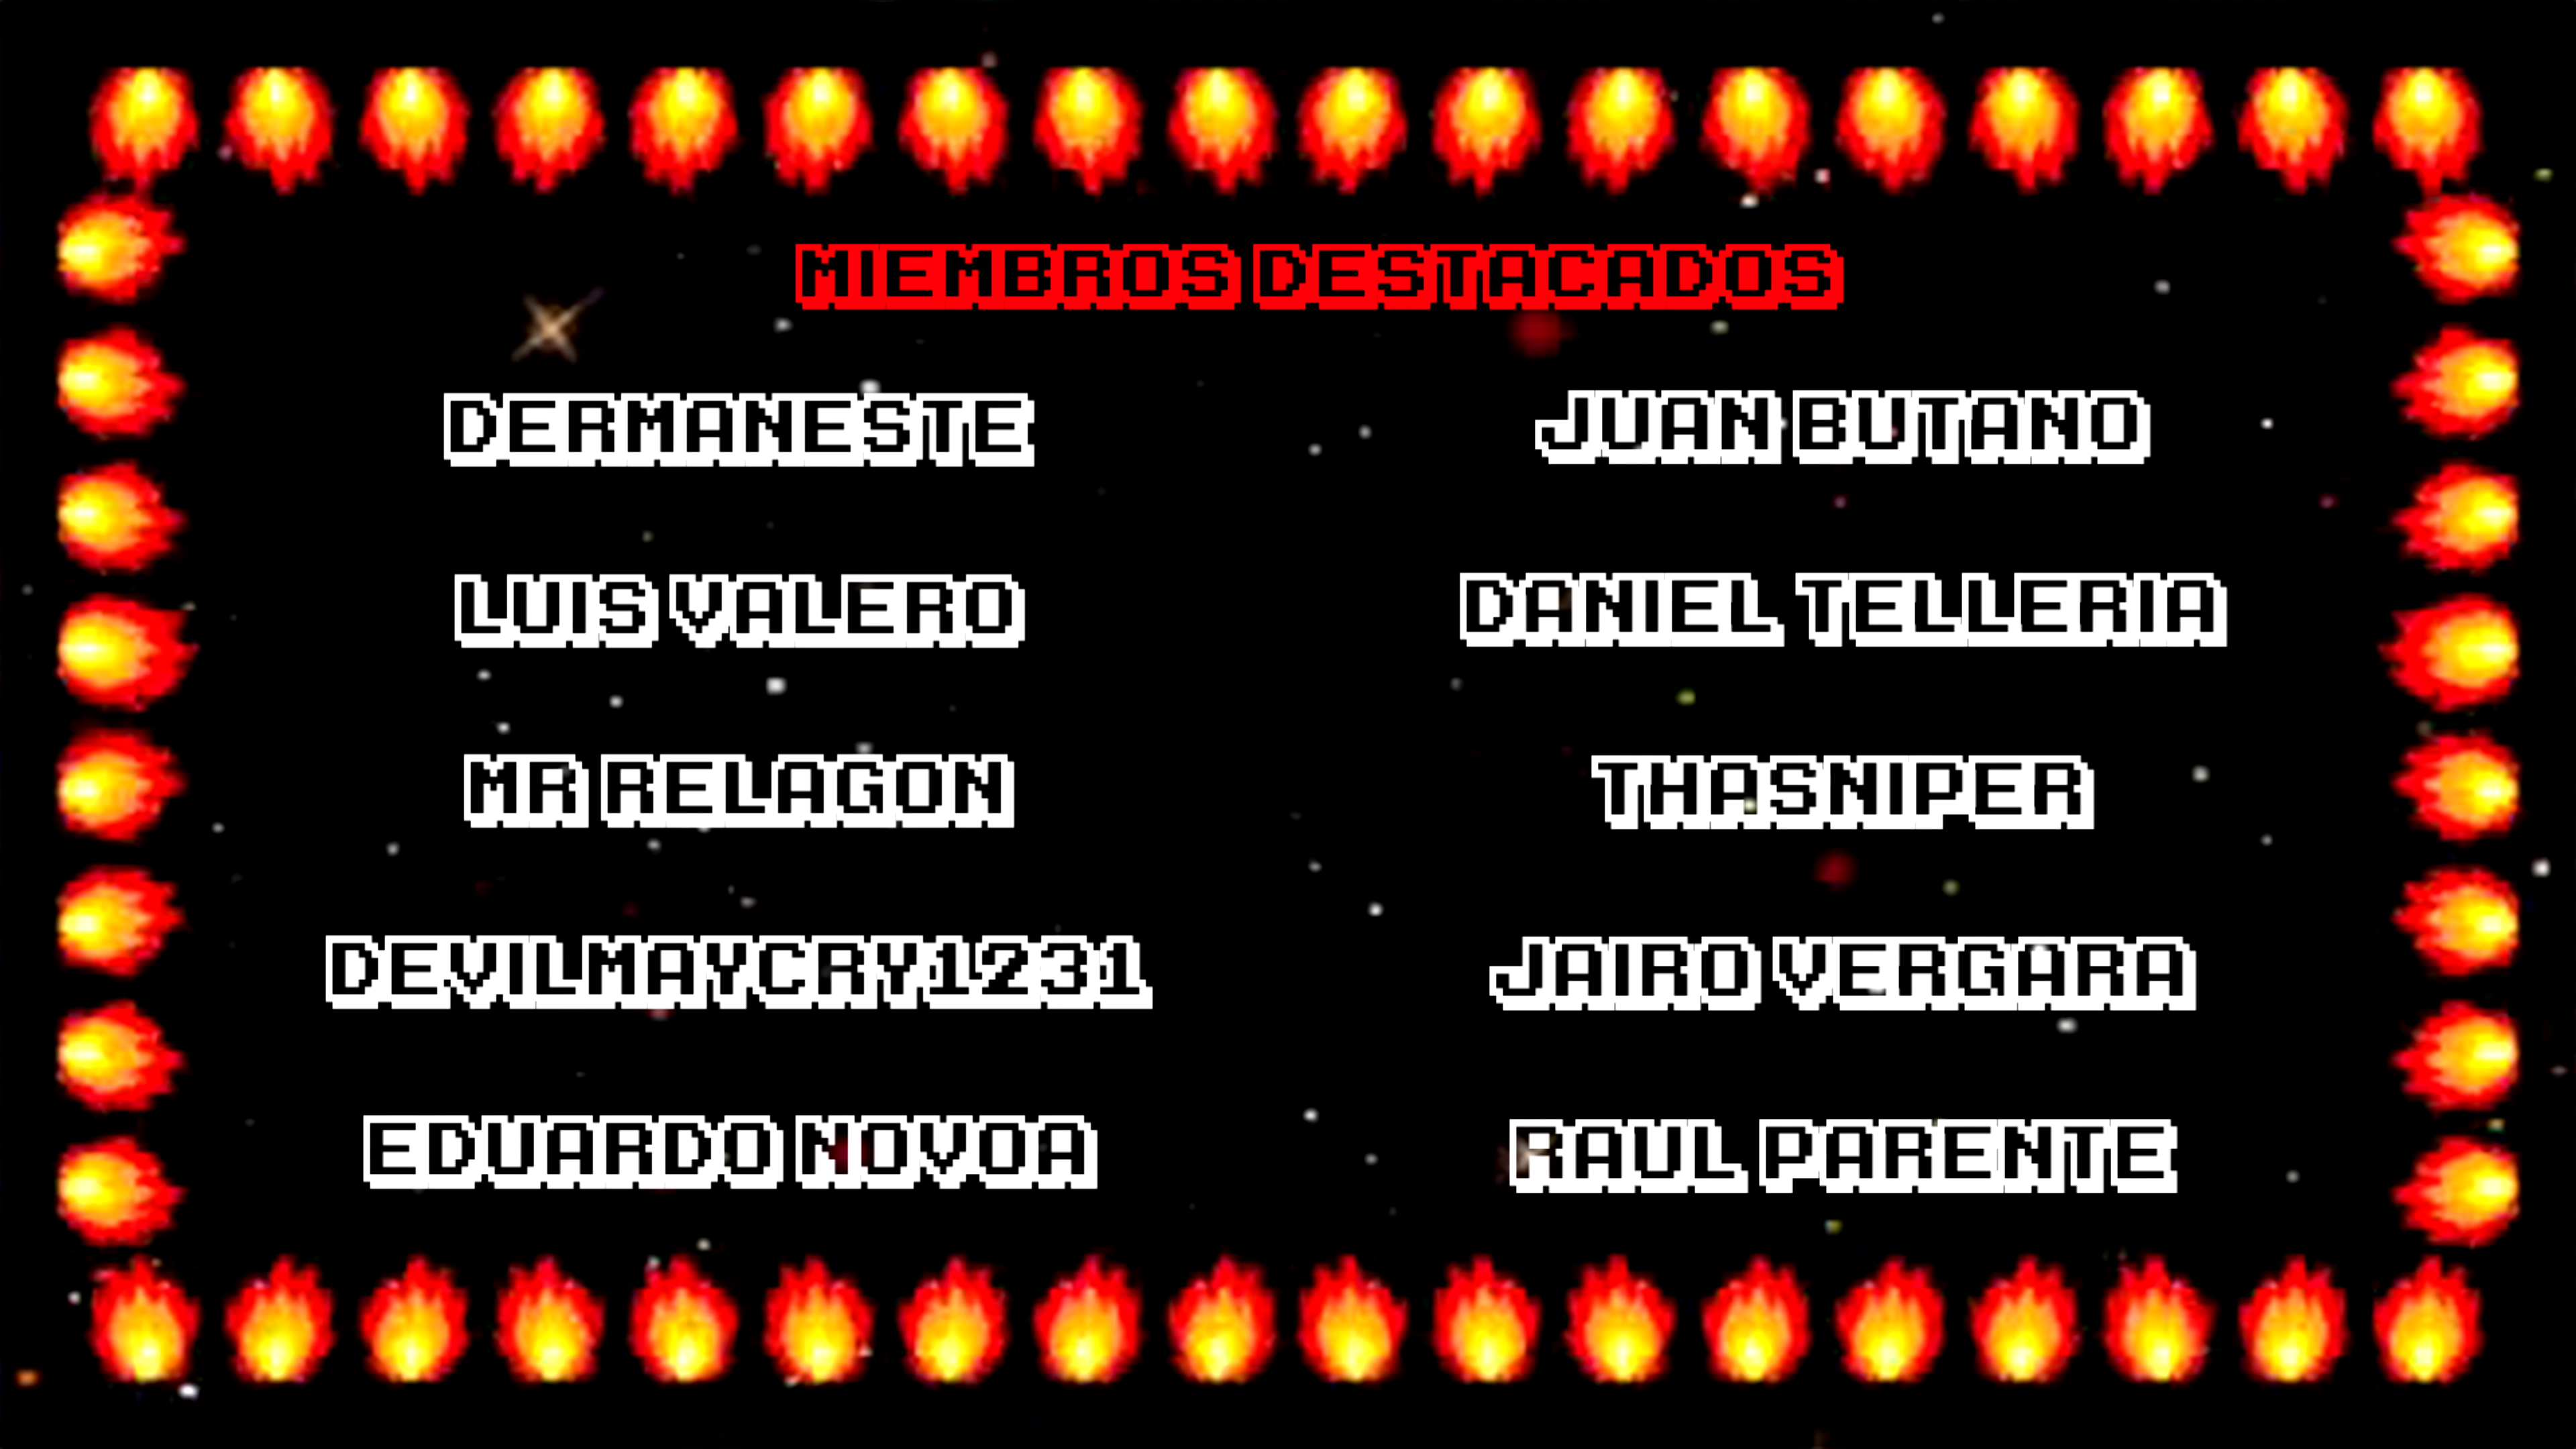 MIEMBROS DESTACADOS
DERMANESTE
JUAN BUTANO
LUIS VALERO
DANIEL TELLERIA
MR RELAGON
THASNIPER
DEVILMAYCRY1231
JAIRO VERGARA
EDUARDO NOVOA
RAUL PARENTE